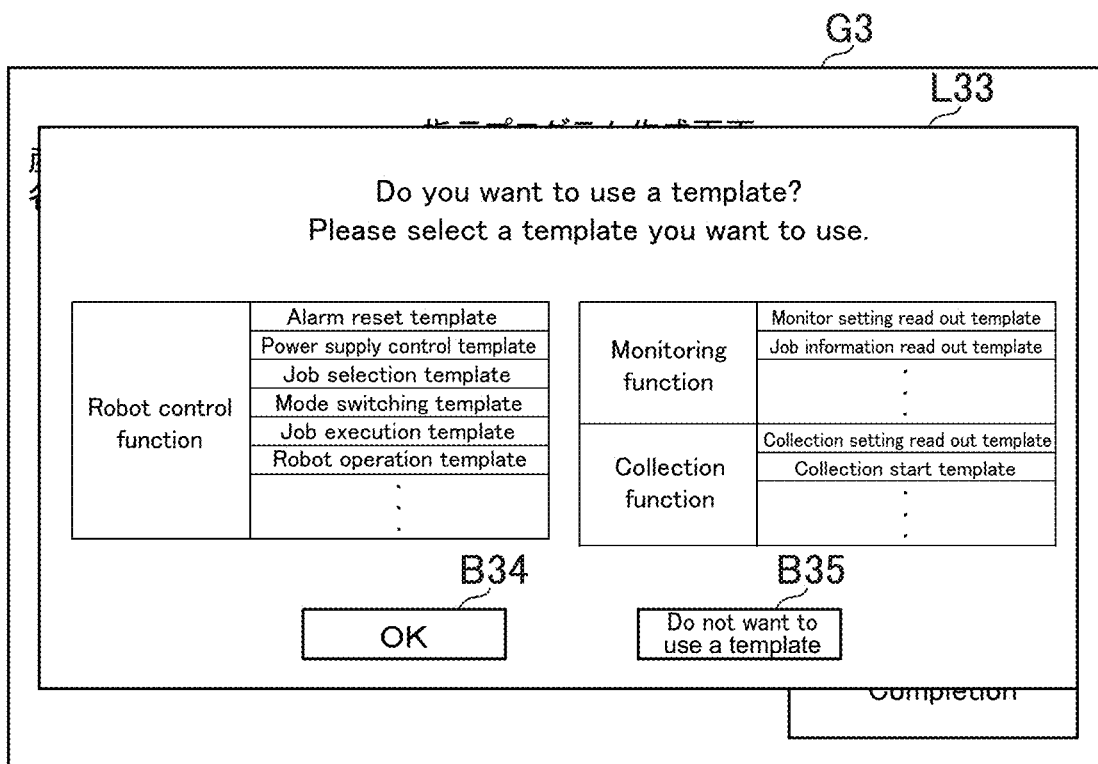 G3
L33
Do you want to use a template?
Please select a template you want to use.
Robot control
function
Alarm reset template
Power supply control template
Job selection template
Mode switching template
Job execution template
Robot operation template
Monitoring
function
Monitor setting read out template
Job information read out template
Collection
function
Collection setting read out template
Collection start template
B34
OK
B35
Do not want to
use a template
Completion